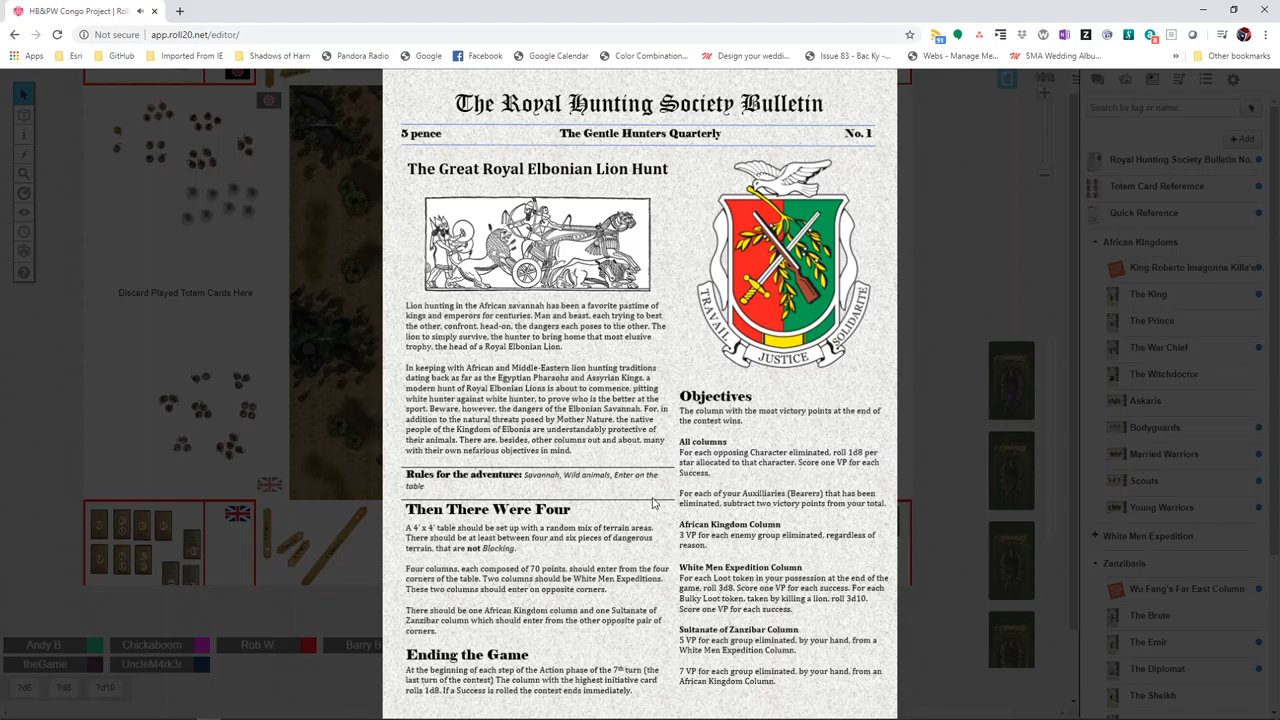 HB&PW Congo Project | Rol
Not secure
app.roll20.net/editor/
Apps
Esri
GitHub
Imported From IE
Shadows of Harn
Pandora Radio
Google
Facebook
Google Calendar
Color Combination...
Design your weddi...
Issue 83 - Bac Ky -...
Webs - Manage Me...
SMA Wedding Albu...
»
Other bookmarks
The Royal Hunting Society Bulletin
5 pence
The Gentle Hunters Quarterly
No. 1
The Great Royal Elbonian Lion Hunt
Lion hunting in the African savannah has been a favorite pastime of
kings and emperors for centuries. Man and beast, each trying to best
the other, confront, head-on, the dangers each poses to the other. The
lion to simply survive, the hunter to bring home that most elusive
trophy, the head of a Royal Elbonian Lion.
In keeping with African and Middle-Eastern lion hunting traditions
dating back as far as the Egyptian Pharaohs and Assyrian Kings, a
modern hunt of Royal Elbonian Lions is about to commence, pitting
white hunter against white hunter, to prove who is the better at the
sport. Beware, however, the dangers of the Elbonian Savannah. For, in
addition to the natural threats posed by Mother Nature, the native
people of the Kingdom of Elbonia are understandably protective of
their animals. There are, besides, other columns out and about, many
with their own nefarious objectives in mind.
Rules for the adventure: Savannah, Wild animals, Enter on the
table
Then There Were Four
A 4' x 4' table should be set up with a random mix of terrain areas.
There should be at least between four and six pieces of dangerous
terrain, that are not Blocking.
Four columns, each composed of 70 points, should enter from the four
corners of the table. Two columns should be White Men Expeditions.
These two columns should enter on opposite corners.
There should be one African Kingdom column and one Sultanate of
Zanzibar column which should enter from the other opposite pair of
corners.
Ending the Game
At the beginning of each step of the Action phase of the 7th turn (the
last turn of the contest) The column with the highest initiative card
rolls 1d8. If a Success is rolled the contest ends immediately.
TRAVAIL
JUSTICE
SOLIDARITÉ
Objectives
The column with the most victory points at the end of
the contest wins.
All columns
For each opposing Character eliminated, roll 1d8 per
star allocated to that character. Score one VP for each
Success.
For each of your Auxilliaries (Bearers) that has been
eliminated, subtract two victory points from your total.
African Kingdom Column
3 VP for each enemy group eliminated, regardless of
reason.
White Men Expedition Column
For each Loot token in your possession at the end of the
game, roll 3d8. Score one VP for each success. For each
Bulky Loot token, taken by killing a lion, roll 3d10.
Score one VP for each success.
Sultanate of Zanzibar Column
5 VP for each group eliminated, by your hand, from a
White Men Expedition Column.
7 VP for each group eliminated, by your hand, from an
African Kingdom Column.
Discard Played Totem Cards Here
Andy B
Chickaboom
Rob W
Barry B
theGame
UncleM4rk3r
?d6
?d8
?d10
Search by tag or name...
+ Add
Royal Hunting Society Bulletin No.
Totem Card Reference
Quick Reference
African Kingdoms
King Roberto Imagonna Killa'u...
The King
The Prince
The War Chief
The Witchdoctor
Askaris
Bodyguards
Married Warriors
Scouts
Young Warriors
White Men Expedition
Zanzibaris
Wu Fang's Far East Column
The Brute
The Emir
The Diplomat
The Sheikh